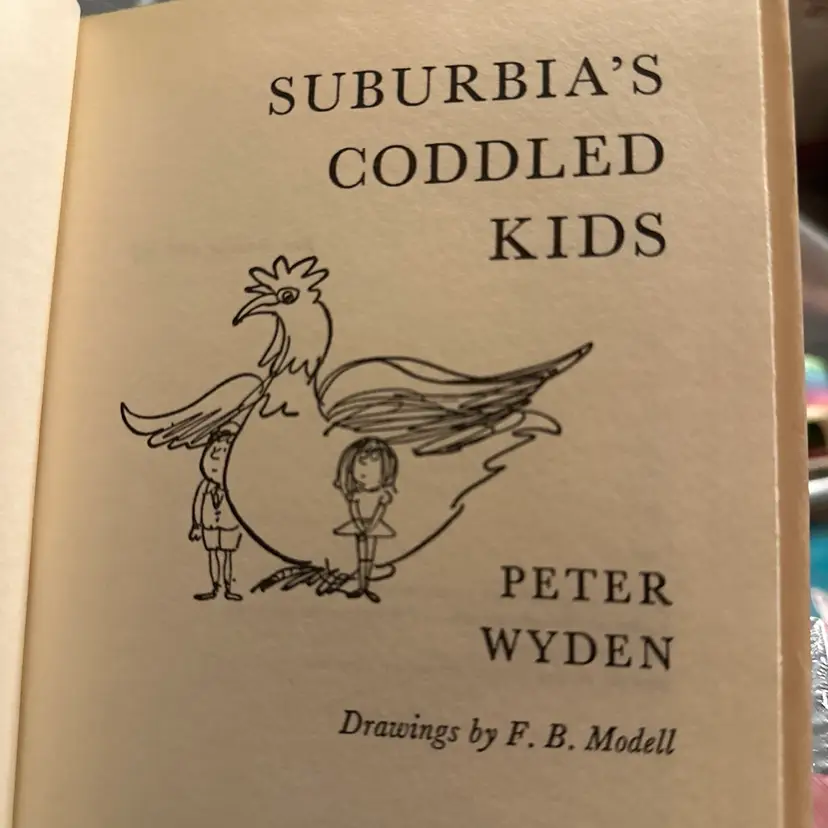 SUBURBIA'S
CODDLED
KIDS
PETER
WYDEN
Drawings by F. B. Modell